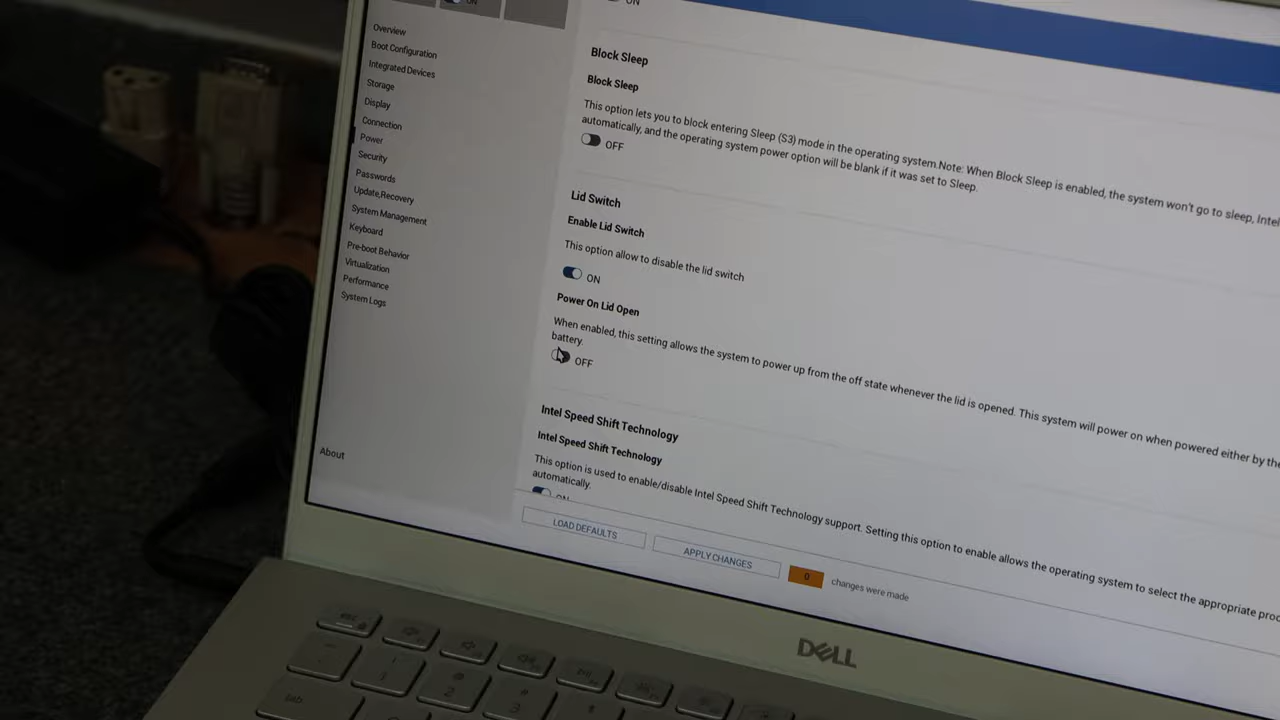 ON
ON
Overview
Boot Configuration
Integrated Devices
Storage
Display
Connection
Power
Security
Passwords
Update,Recovery
System Management
Keyboard
Pre-boot Behavior
Virtualization
Performance
System Logs
About
Block Sleep
Block Sleep
This option lets you to block entering Sleep (S3) mode in the operating system.Note: When Block Sleep is enabled, the system won't go to sleep, Intel
automatically, and the operating system power option will be blank if it was set to Sleep.
OFF
Lid Switch
Enable Lid Switch
This option allow to disable the lid switch
ON
Power On Lid Open
When enabled, this setting allows the system to power up from the off state whenever the lid is opened. This system will power on when powered either by the
battery.
OFF
Intel Speed Shift Technology
Intel Speed Shift Technology
This option is used to enable/disable Intel Speed Shift Technology support. Setting this option to enable allows the operating system to select the appropriate
automatically.
ON
LOAD DEFAULTS
APPLY CHANGES
0
changes were made
DELL
esc
tab
2
3